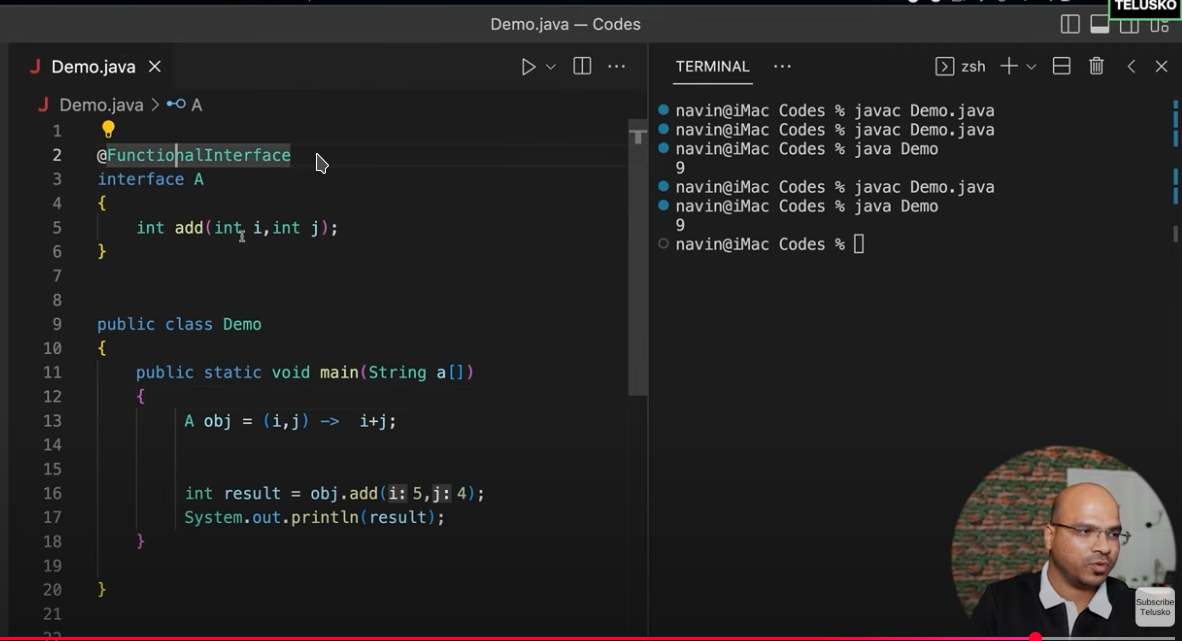 TELUSKO
Demo.java — Codes
J Demo.java ×
Demo.java > A
1
2 @FunctionalInterface
3 interface A
4 {
5 int add(int i,int j);
6 }
7
8
9 public class Demo
10 {
11 public static void main(String a[])
12 {
13 A obj = (i,j) -> i+j;
14
15
16 int result = obj.add(i: 5,j: 4);
17 System.out.println(result);
18 }
19
20 }
21
22
TERMINAL ··· zsh
navin@iMac Codes % javac Demo.java
navin@iMac Codes % javac Demo.java
navin@iMac Codes % java Demo
9
navin@iMac Codes % javac Demo.java
navin@iMac Codes % java Demo
9
navin@iMac Codes %
Subscribe
Telusko